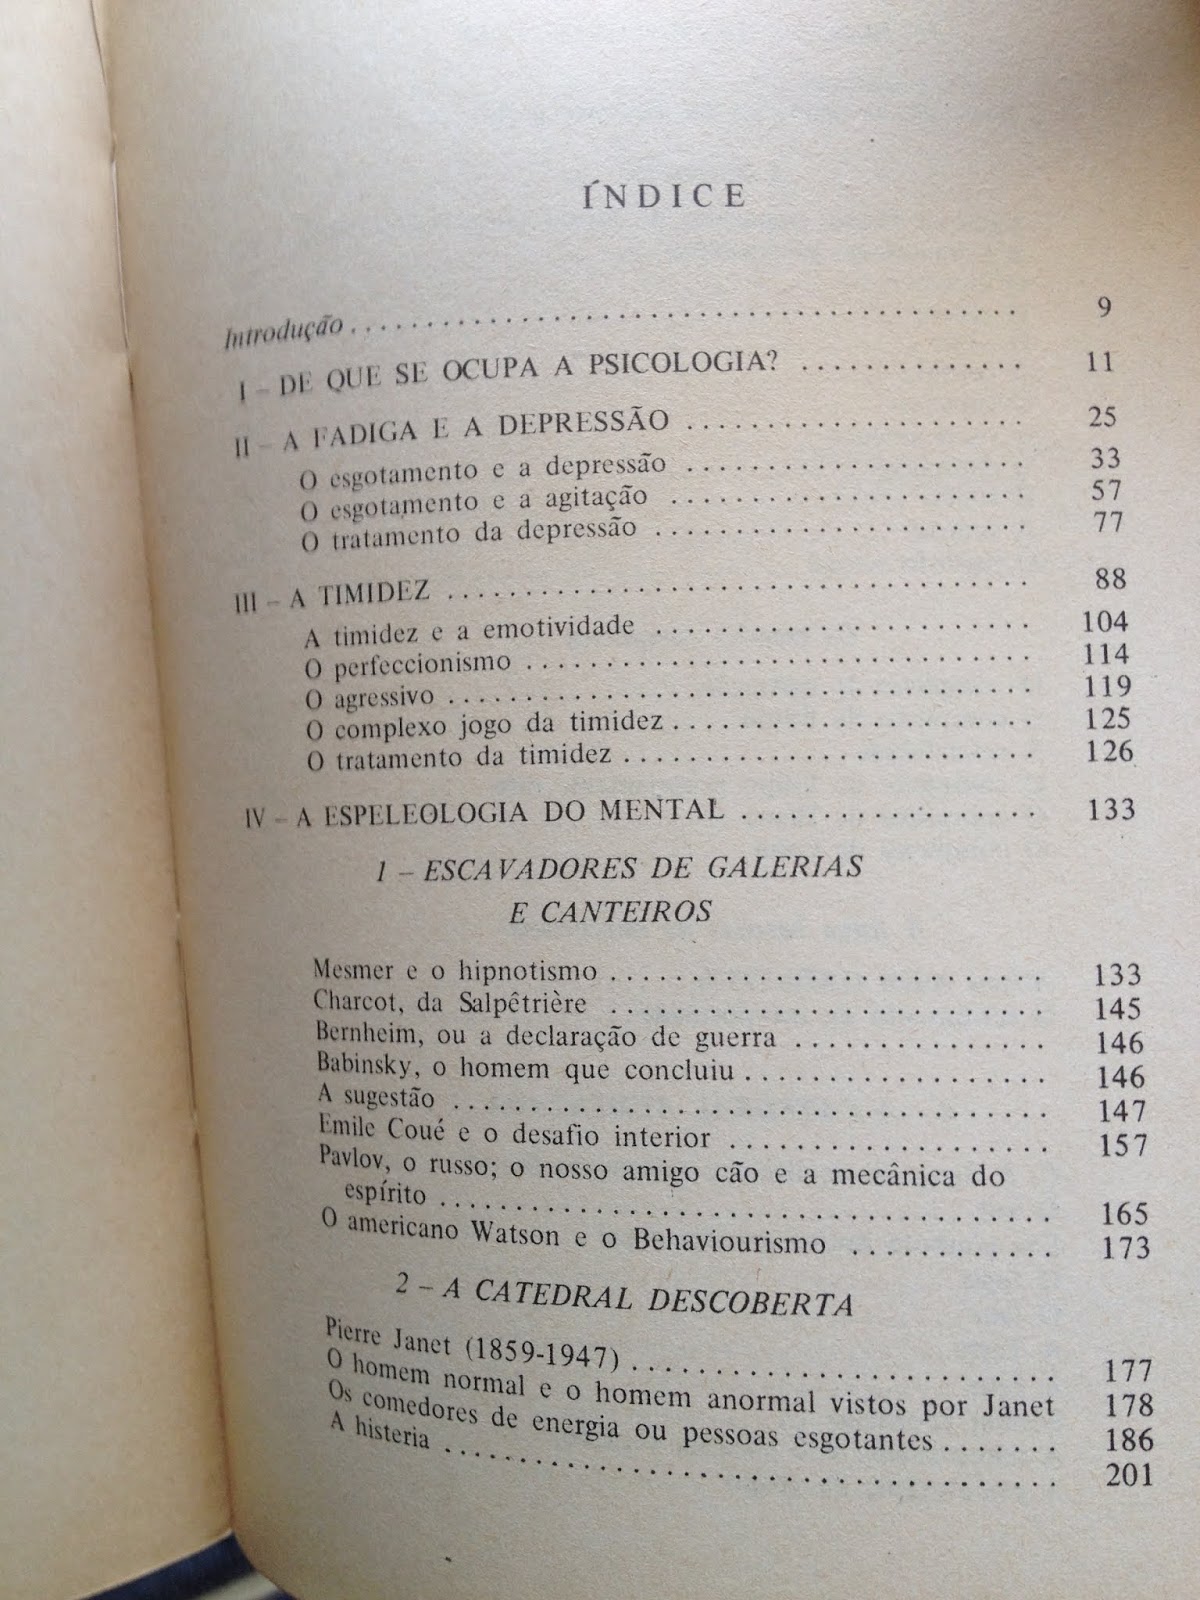 ÍNDICE
Introdução . . . . . . . . . . . . . . . . . . . . 9
I – DE QUE SE OCUPA A PSICOLOGIA? . . . . . . . . . . . . . . 11
II – A FADIGA E A DEPRESSÃO . . . . . . . . . . . . . . . . . . 25
O esgotamento e a depressão . . . . . . . . . . . . . . . . . . 33
O esgotamento e a agitação . . . . . . . . . . . . . . . . . . 57
O tratamento da depressão . . . . . . . . . . . . . . . . . . 77
III – A TIMIDEZ . . . . . . . . . . . . . . . . . . . . 88
A timidez e a emotividade . . . . . . . . . . . . . . . . . . 104
O perfeccionismo . . . . . . . . . . . . . . . . . . . . 114
O agressivo . . . . . . . . . . . . . . . . . . . . 119
O complexo jogo da timidez . . . . . . . . . . . . . . . . . . 125
O tratamento da timidez . . . . . . . . . . . . . . . . . . 126
IV – A ESPELEOLOGIA DO MENTAL . . . . . . . . . . . . . . . . 133
1 – ESCAVADORES DE GALERIAS
E CANTEIROS
Mesmer e o hipnotismo . . . . . . . . . . . . . . . . . . 133
Charcot, da Salpêtrière . . . . . . . . . . . . . . . . . . 145
Bernheim, ou a declaração de guerra . . . . . . . . . . . . . . 146
Babinsky, o homem que concluiu . . . . . . . . . . . . . . . . 146
A sugestão . . . . . . . . . . . . . . . . . . . . 147
Emile Coué e o desafio interior . . . . . . . . . . . . . . . . 157
Pavlov, o russo; o nosso amigo cão e a mecânica do
espírito . . . . . . . . . . . . . . . . . . . . 165
O americano Watson e o Behaviourismo . . . . . . . . . . . . 173
2 – A CATEDRAL DESCOBERTA
Pierre Janet (1859-1947) . . . . . . . . . . . . . . . . . . 177
O homem normal e o homem anormal vistos por Janet 178
Os comedores de energia ou pessoas esgotantes . . . . . . . 186
A histeria . . . . . . . . . . . . . . . . . . . . 201